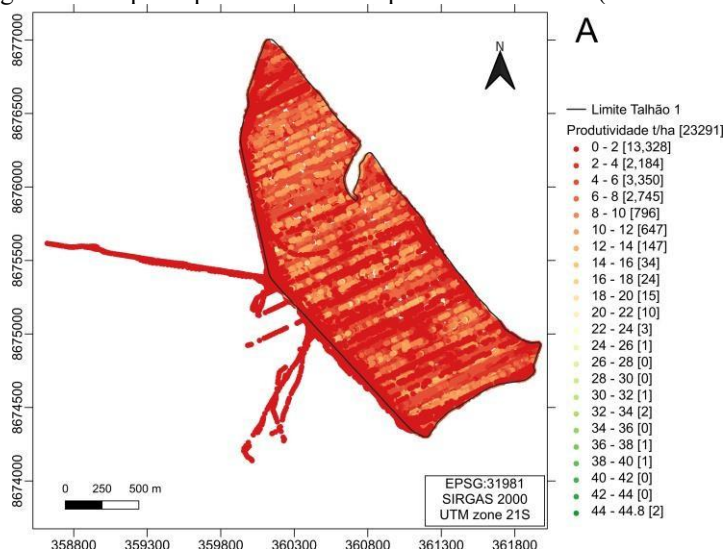 A
N
Limite Talhão 1
Produtividade t/ha [23291]
0 - 2 [13,328]
2 - 4 [2,184]
4 - 6 [3,350]
6 - 8 [2,745]
8 - 10 [796]
10 - 12 [647]
12 - 14 [147]
14 - 16 [34]
16 - 18 [24]
18 - 20 [15]
20 - 22 [10]
22 - 24 [3]
24 - 26 [1]
26 - 28 [0]
28 - 30 [0]
30 - 32 [1]
32 - 34 [2]
34 - 36 [0]
36 - 38 [1]
38 - 40 [1]
40 - 42 [0]
42 - 44 [0]
44 - 44.8 [2]
8677000
8676500
8676000
8675500
8675000
8674500
8674000
0 250 500 m
EPSG:31981
SIRGAS 2000
UTM zone 21S
358800 359300 359800 360300 360800 361300 361800